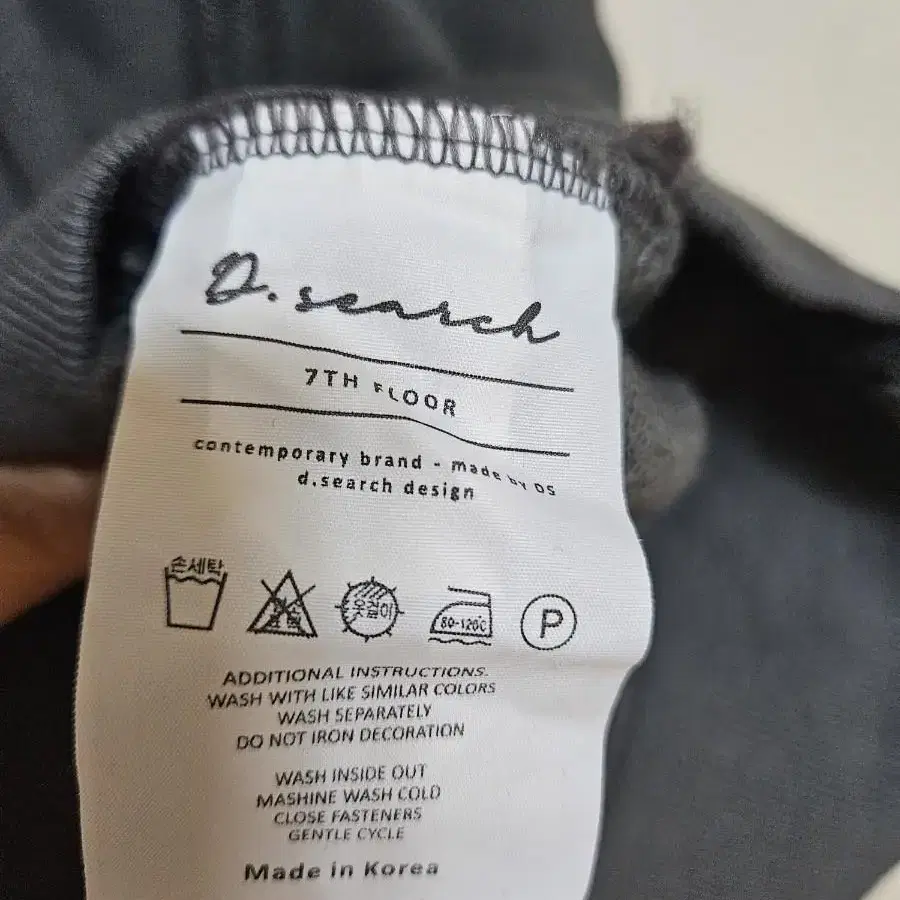 D.search
7TH FLOOR
contemporary brand - made by DS
d.search design
손세탁
옷걸이
80-120℃
P
ADDITIONAL INSTRUCTIONS.
WASH WITH LIKE SIMILAR COLORS
WASH SEPARATELY
DO NOT IRON DECORATION
WASH INSIDE OUT
MASHINE WASH COLD
CLOSE FASTENERS
GENTLE CYCLE
Made in Korea